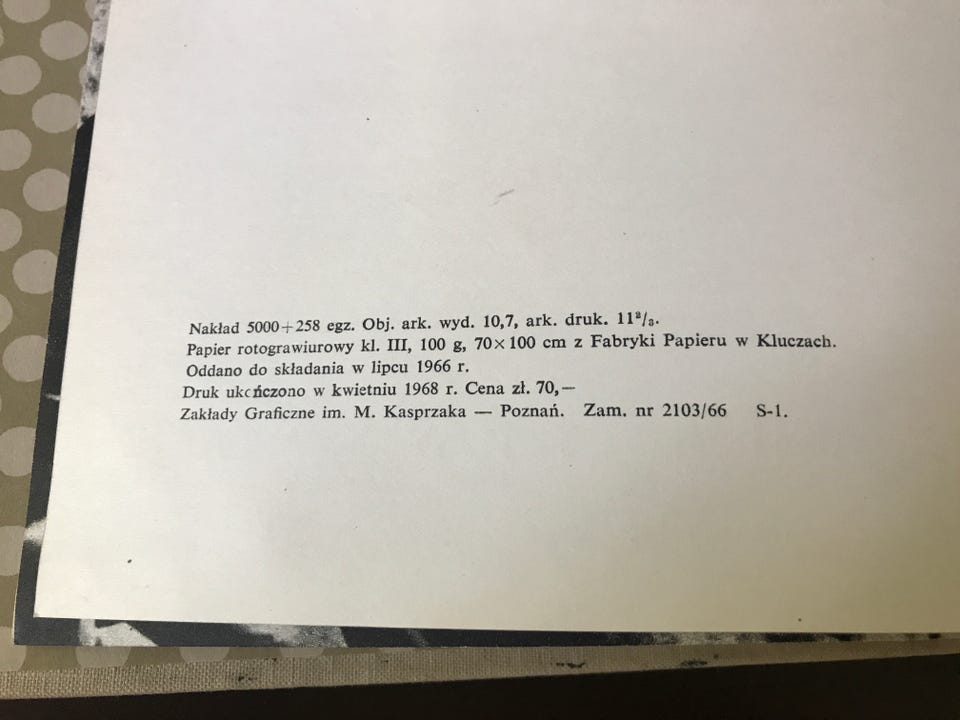 Nakład 5000+258 egz. Obj. ark. wyd. 10,7, ark. druk. 11²/₃.
Papier rotograwiurowy kl. III, 100 g, 70×100 cm z Fabryki Papieru w Kluczach.
Oddano do składania w lipcu 1966 r.
Druk ukończono w kwietniu 1968 r. Cena zł. 70,—
Zakłady Graficzne im. M. Kasprzaka — Poznań. Zam. nr 2103/66 S-1.